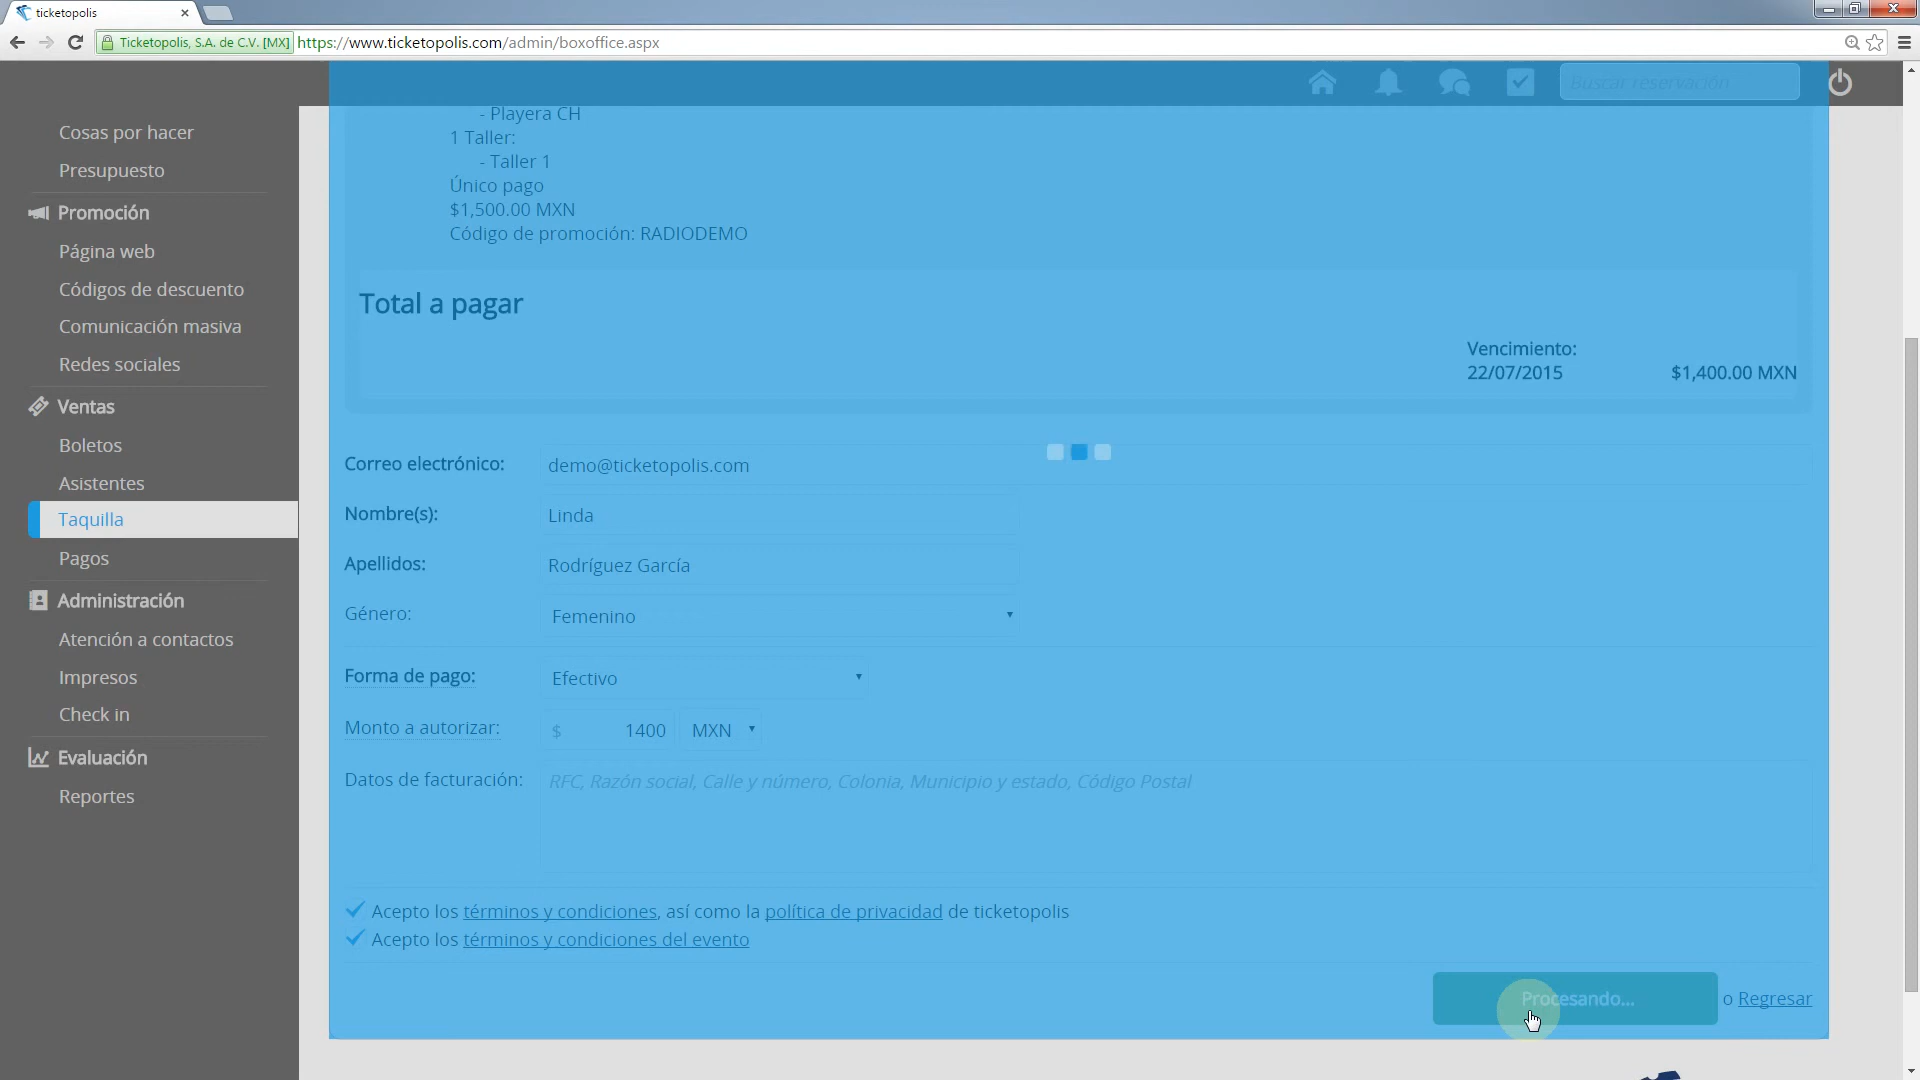 ticketopolis
Ticketopolis, S.A. de C.V. [MX] https://www.ticketopolis.com/admin/boxoffice.aspx
Buscar reservación
Cosas por hacer
Presupuesto
Promoción
Página web
Códigos de descuento
Comunicación masiva
Redes sociales
Ventas
Boletos
Asistentes
Taquilla
Pagos
Administración
Atención a contactos
Impresos
Check in
Evaluación
Reportes
- Playera CH
1 Taller:
- Taller 1
Único pago
$1,500.00 MXN
Código de promoción: RADIODEMO
Total a pagar
Vencimiento:
22/07/2015 $1,400.00 MXN
Correo electrónico: demo@ticketopolis.com
Nombre(s): Linda
Apellidos: Rodríguez García
Género: Femenino
Forma de pago: Efectivo
Monto a autorizar: $ 1400 MXN
Datos de facturación: RFC, Razón social, Calle y número, Colonia, Municipio y estado, Código Postal
Acepto los términos y condiciones, así como la política de privacidad de ticketopolis
Acepto los términos y condiciones del evento
Procesando... o Regresar